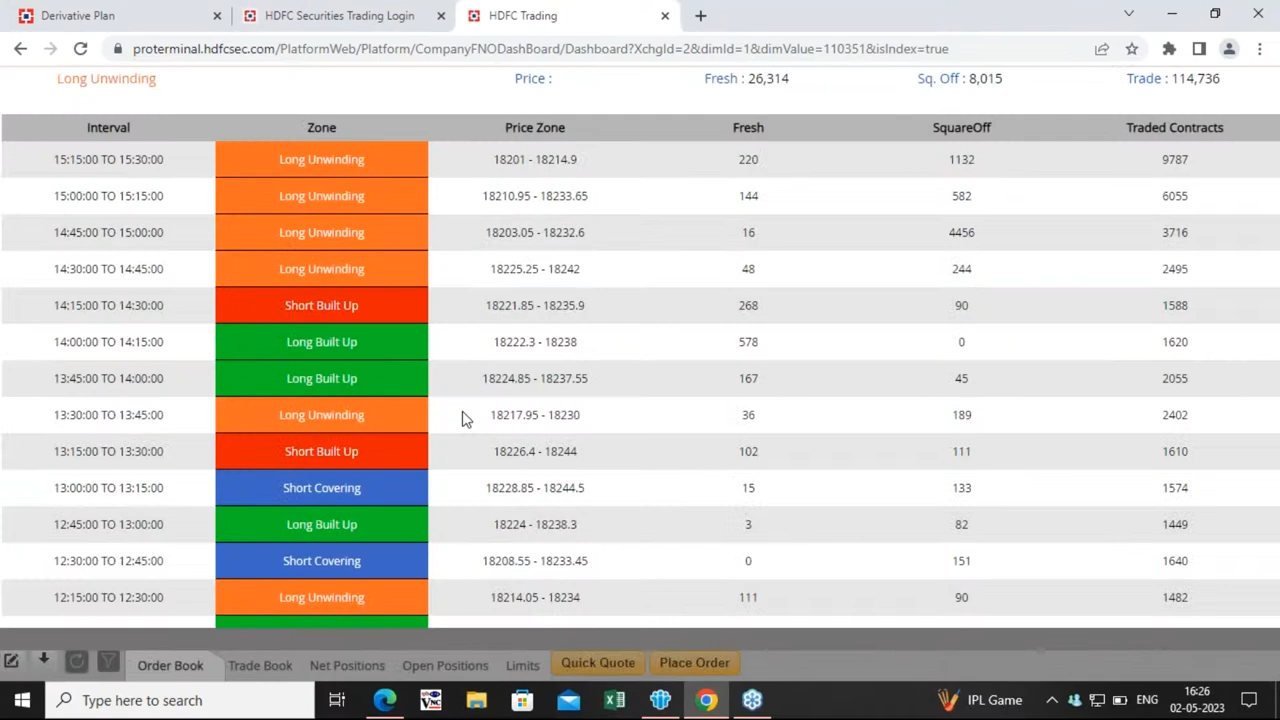 Derivative Plan
HDFC Securities Trading Login
HDFC Trading
proterminal.hdfcsec.com/PlatformWeb/Platform/CompanyFNODashBoard/Dashboard?XchgId=2&dimId=1&dimValue=110351&isIndex=true
Long Unwinding Price : Fresh : 26,314 Sq. Off : 8,015 Trade : 114,736
Interval Zone Price Zone Fresh SquareOff Traded Contracts
15:15:00 TO 15:30:00 Long Unwinding 18201 - 18214.9 220 1132 9787
15:00:00 TO 15:15:00 Long Unwinding 18210.95 - 18233.65 144 582 6055
14:45:00 TO 15:00:00 Long Unwinding 18203.05 - 18232.6 16 4456 3716
14:30:00 TO 14:45:00 Long Unwinding 18225.25 - 18242 48 244 2495
14:15:00 TO 14:30:00 Short Built Up 18221.85 - 18235.9 268 90 1588
14:00:00 TO 14:15:00 Long Built Up 18222.3 - 18238 578 0 1620
13:45:00 TO 14:00:00 Long Built Up 18224.85 - 18237.55 167 45 2055
13:30:00 TO 13:45:00 Long Unwinding 18217.95 - 18230 36 189 2402
13:15:00 TO 13:30:00 Short Built Up 18226.4 - 18244 102 111 1610
13:00:00 TO 13:15:00 Short Covering 18228.85 - 18244.5 15 133 1574
12:45:00 TO 13:00:00 Long Built Up 18224 - 18238.3 3 82 1449
12:30:00 TO 12:45:00 Short Covering 18208.55 - 18233.45 0 151 1640
12:15:00 TO 12:30:00 Long Unwinding 18214.05 - 18234 111 90 1482
Order Book Trade Book Net Positions Open Positions Limits Quick Quote Place Order
Type here to search
VNC
IPL Game
ENG
16:26
02-05-2023